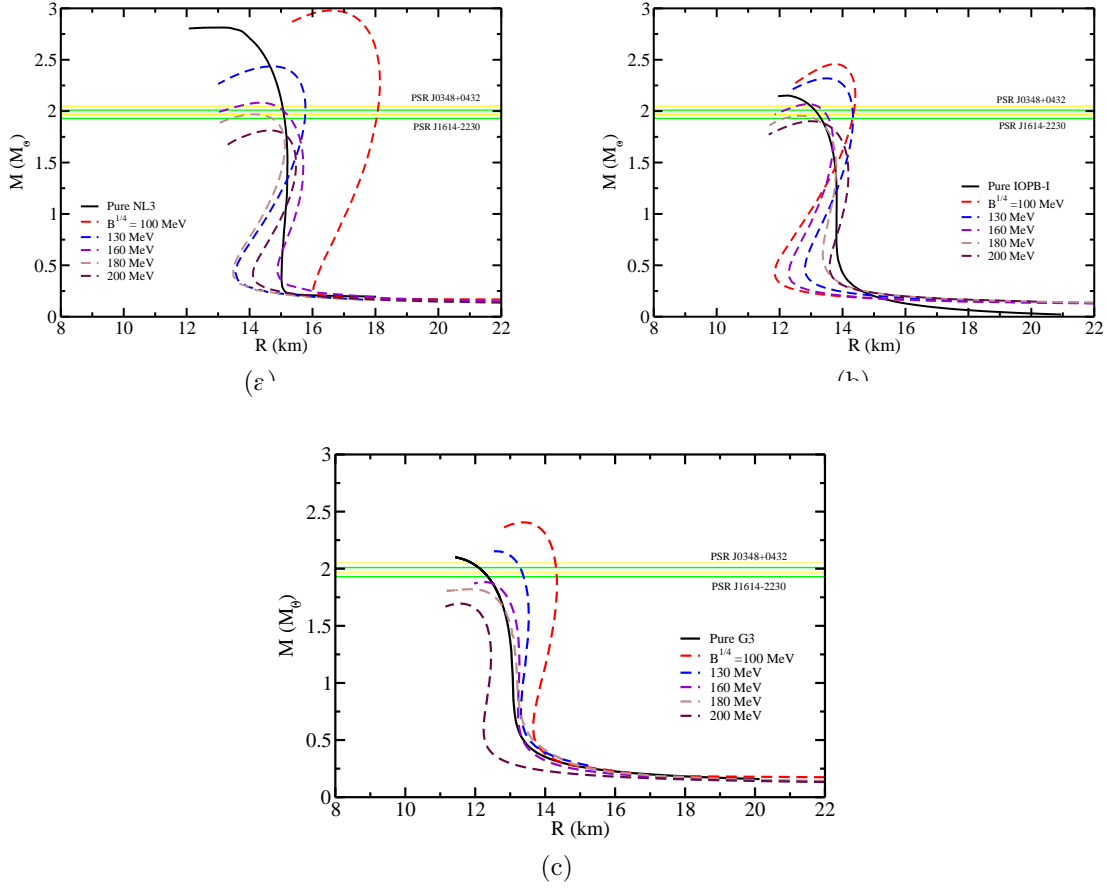 3
2.5
2
1.5
1
0.5
0
M (M⊙)
PSR J0348+0432
PSR J1614-2230
Pure NL3
B^1/4 = 100 MeV
130 MeV
160 MeV
180 MeV
200 MeV
8 10 12 14 16 18 20 22
R (km)
(a)
3
2.5
2
1.5
1
0.5
0
M (M⊙)
PSR J0348+0432
PSR J1614-2230
Pure IOPB-I
B^1/4 =100 MeV
130 MeV
160 MeV
180 MeV
200 MeV
8 10 12 14 16 18 20 22
R (km)
(b)
3
2.5
2
1.5
1
0.5
0
M (M⊙)
PSR J0348+0432
PSR J1614-2230
Pure G3
B^1/4 =100 MeV
130 MeV
160 MeV
180 MeV
200 MeV
8 10 12 14 16 18 20 22
R (km)
(c)